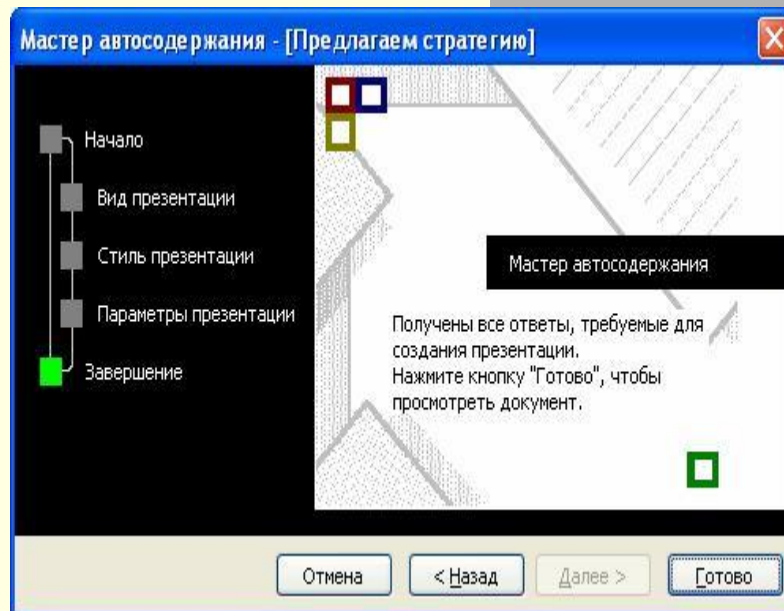 Мастер автосодержания - [Предлагаем стратегию]
Начало
Вид презентации
Стиль презентации
Параметры презентации
Завершение
Мастер автосодержания
Получены все ответы, требуемые для
создания презентации.
Нажмите кнопку "Готово", чтобы
просмотреть документ.
Отмена
< Назад
Далее >
Готово